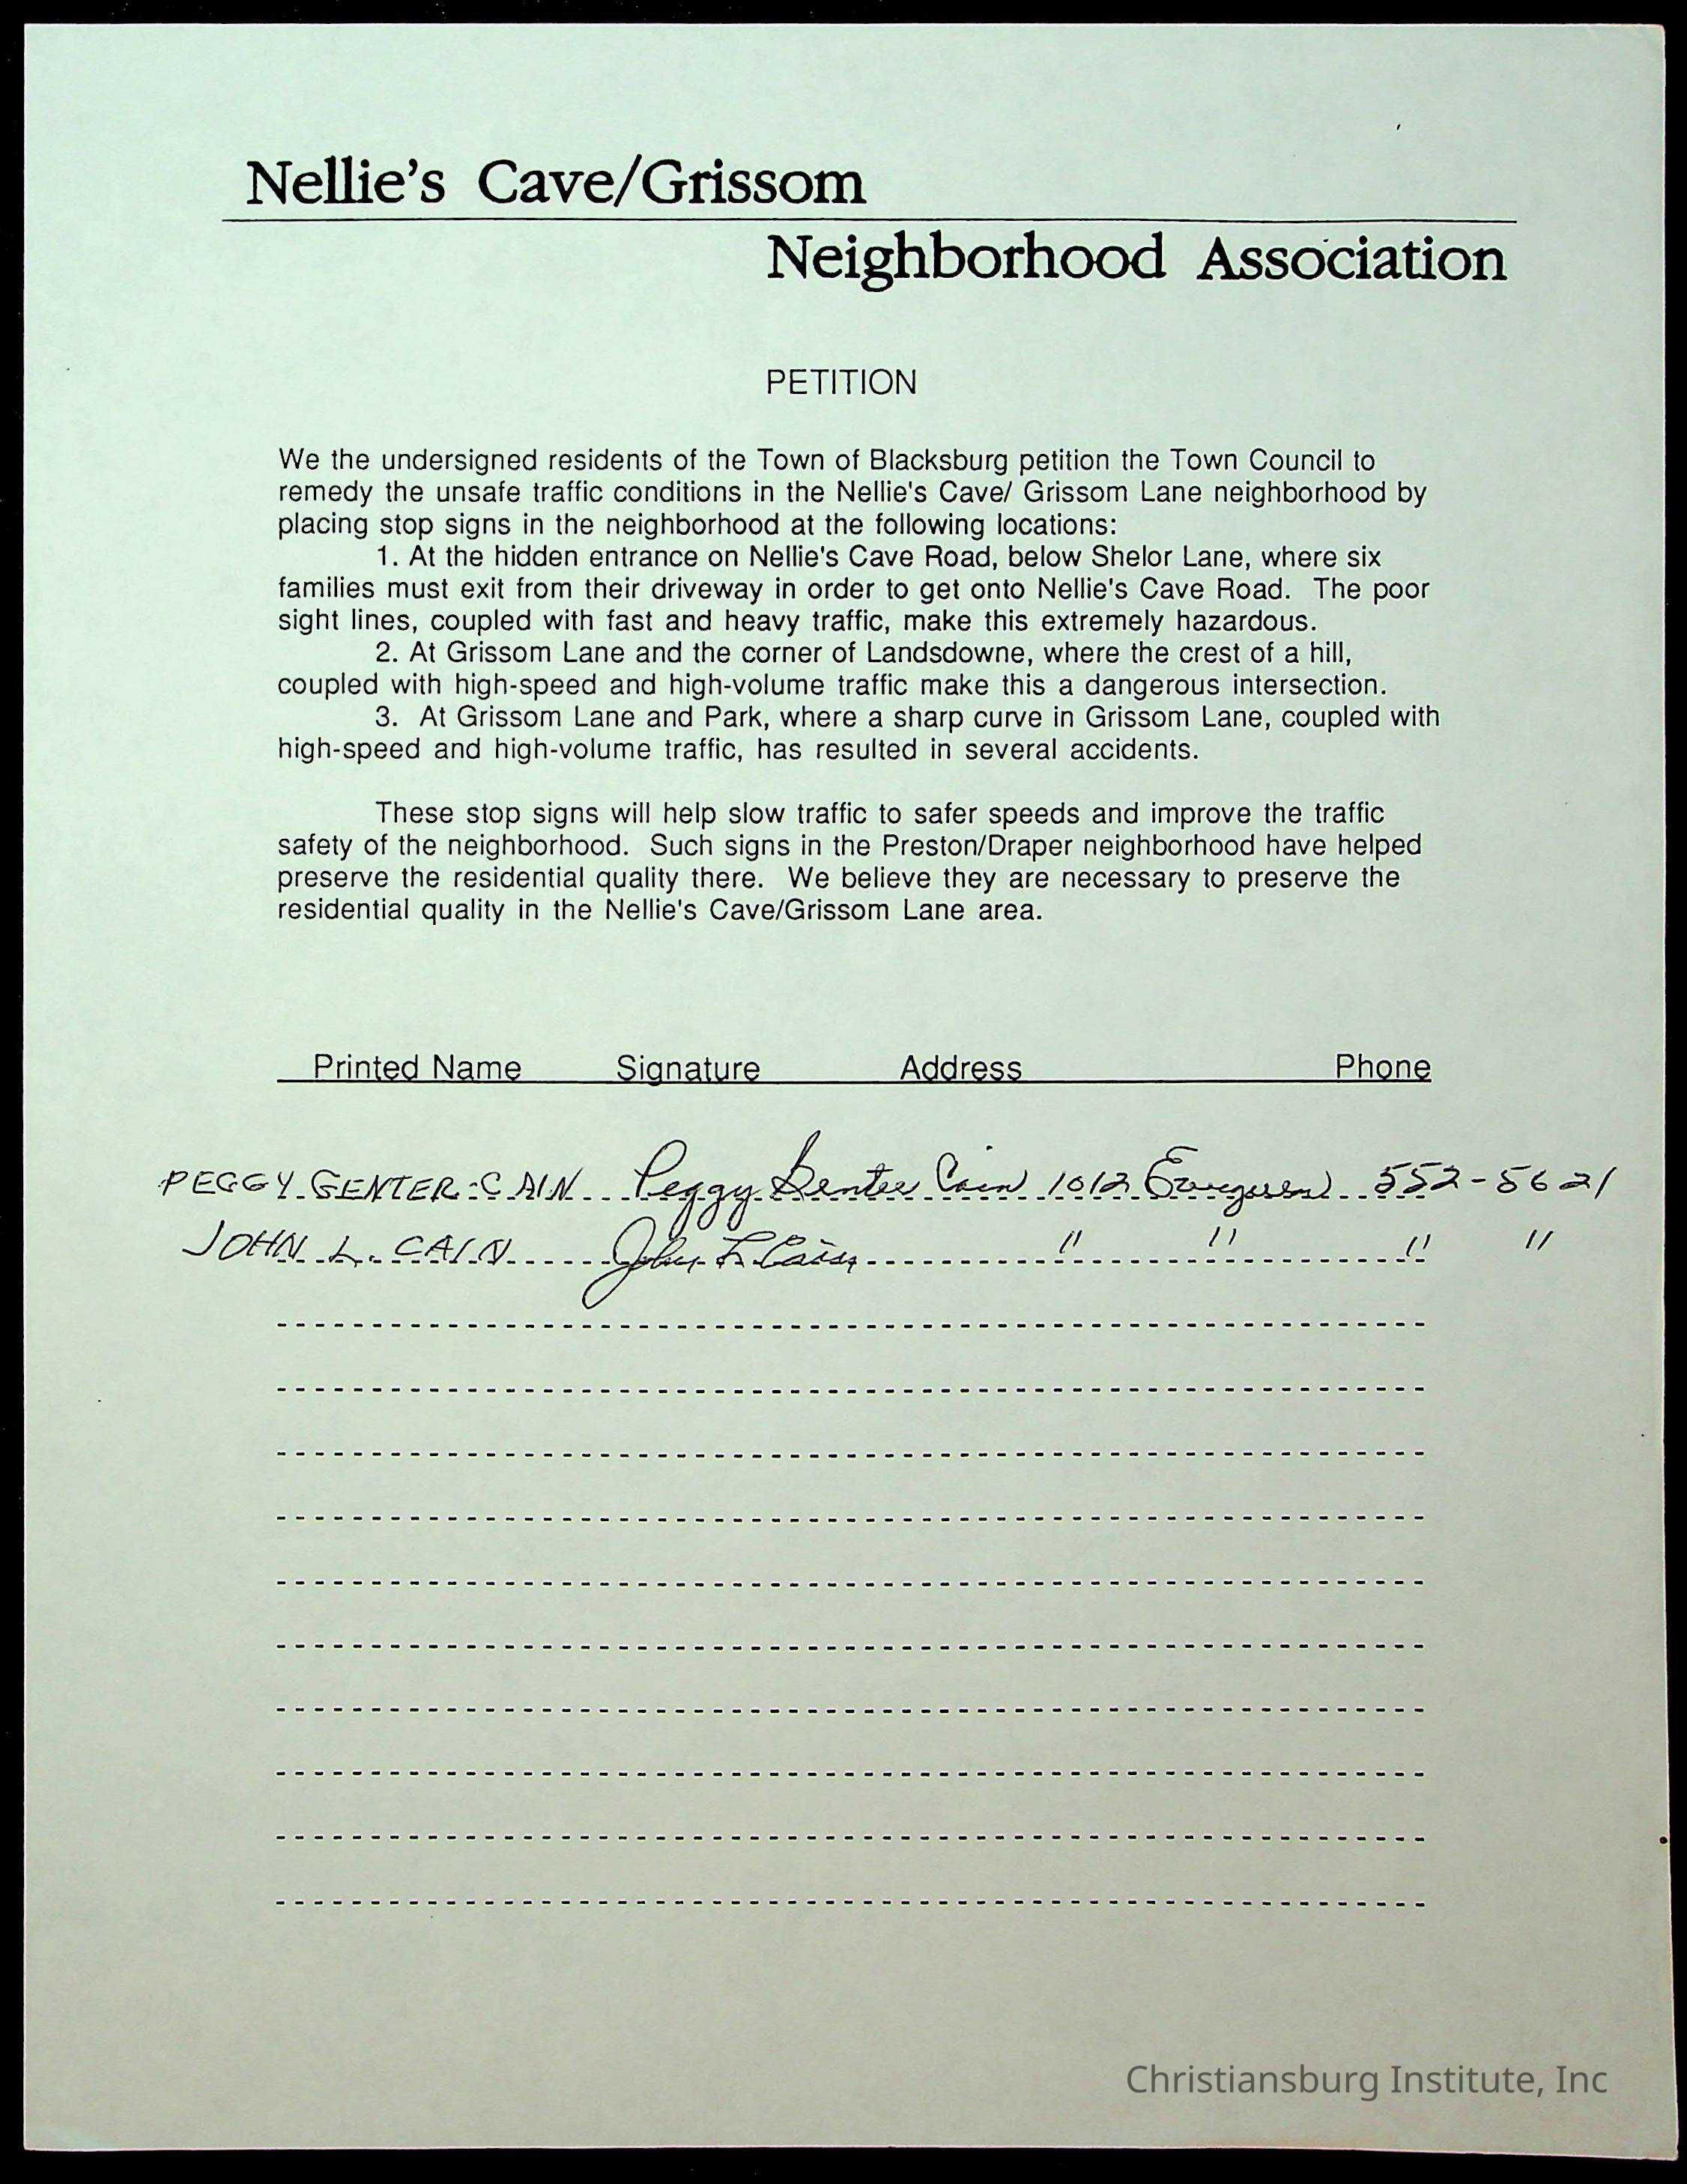 Nellie's Cave/Grissom
Neighborhood Association
PETITION
We the undersigned residents of the Town of Blacksburg petition the Town Council to
remedy the unsafe traffic conditions in the Nellie's Cave/ Grissom Lane neighborhood by
placing stop signs in the neighborhood at the following locations:
1. At the hidden entrance on Nellie's Cave Road, below Shelor Lane, where six
families must exit from their driveway in order to get onto Nellie's Cave Road. The poor
sight lines, coupled with fast and heavy traffic, make this extremely hazardous.
2. At Grissom Lane and the corner of Landsdowne, where the crest of a hill,
coupled with high-speed and high-volume traffic make this a dangerous intersection.
3. At Grissom Lane and Park, where a sharp curve in Grissom Lane, coupled with
high-speed and high-volume traffic, has resulted in several accidents.
These stop signs will help slow traffic to safer speeds and improve the traffic
safety of the neighborhood. Such signs in the Preston/Draper neighborhood have helped
preserve the residential quality there. We believe they are necessary to preserve the
residential quality in the Nellie's Cave/Grissom Lane area.
Printed Name Signature Address Phone
PEGGY GENTER-CAIN Peggy Genter Cain 1012 Evergreen 552-5621
JOHN L. CAIN John L Cain " " " "
Christiansburg Institute, Inc